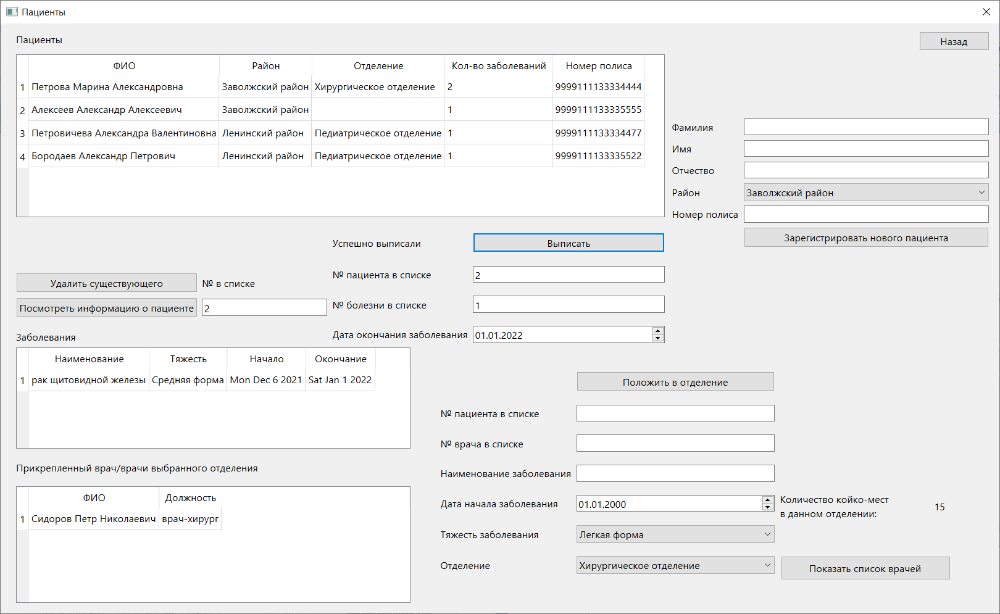 Пациенты
Пациенты
Назад
ФИО Район Отделение Кол-во заболеваний Номер полиса
1 Петрова Марина Александровна Заволжский район Хирургическое отделение 2 9999111133334444
2 Алексеев Александр Алексеевич Заволжский район 1 9999111133335555
3 Петровичева Александра Валентиновна Ленинский район Педиатрическое отделение 1 9999111133334477
4 Бородаев Александр Петрович Ленинский район Педиатрическое отделение 1 9999111133335522
Фамилия
Имя
Отчество
Район Заволжский район
Номер полиса
Зарегистрировать нового пациента
Успешно выписали Выписать
№ пациента в списке 2
№ болезни в списке 1
Дата окончания заболевания 01.01.2022
Удалить существующего № в списке
Посмотреть информацию о пациенте 2
Заболевания
Наименование Тяжесть Начало Окончание
1 рак щитовидной железы Средняя форма Mon Dec 6 2021 Sat Jan 1 2022
Прикрепленный врач/врачи выбранного отделения
ФИО Должность
1 Сидоров Петр Николаевич врач-хирург
Положить в отделение
№ пациента в списке
№ врача в списке
Наименование заболевания
Дата начала заболевания 01.01.2000
Количество койко-мест
в данном отделении: 15
Тяжесть заболевания Легкая форма
Отделение Хирургическое отделение
Показать список врачей